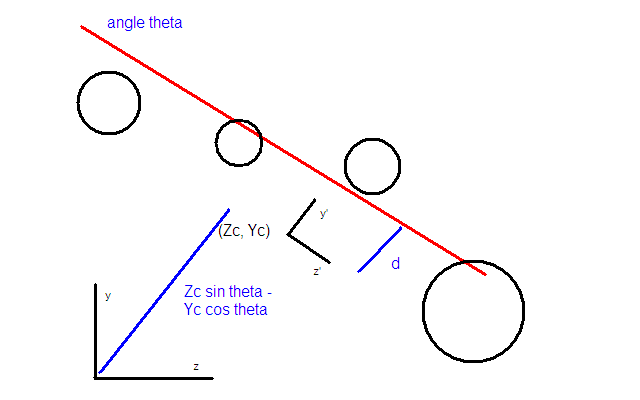 angle theta
y'
(Zc, Yc)
z'
d
Zc sin theta -
Yc cos theta
y
z